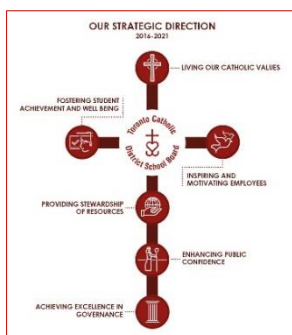 OUR STRATEGIC DIRECTION
2016-2021
LIVING OUR CATHOLIC VALUES
FOSTERING STUDENT
ACHIEVEMENT AND WELL BEING
Toronto Catholic
District School Board
INSPIRING AND
MOTIVATING EMPLOYEES
PROVIDING STEWARDSHIP
OF RESOURCES
ENHANCING PUBLIC
CONFIDENCE
ACHIEVING EXCELLENCE IN
GOVERNANCE